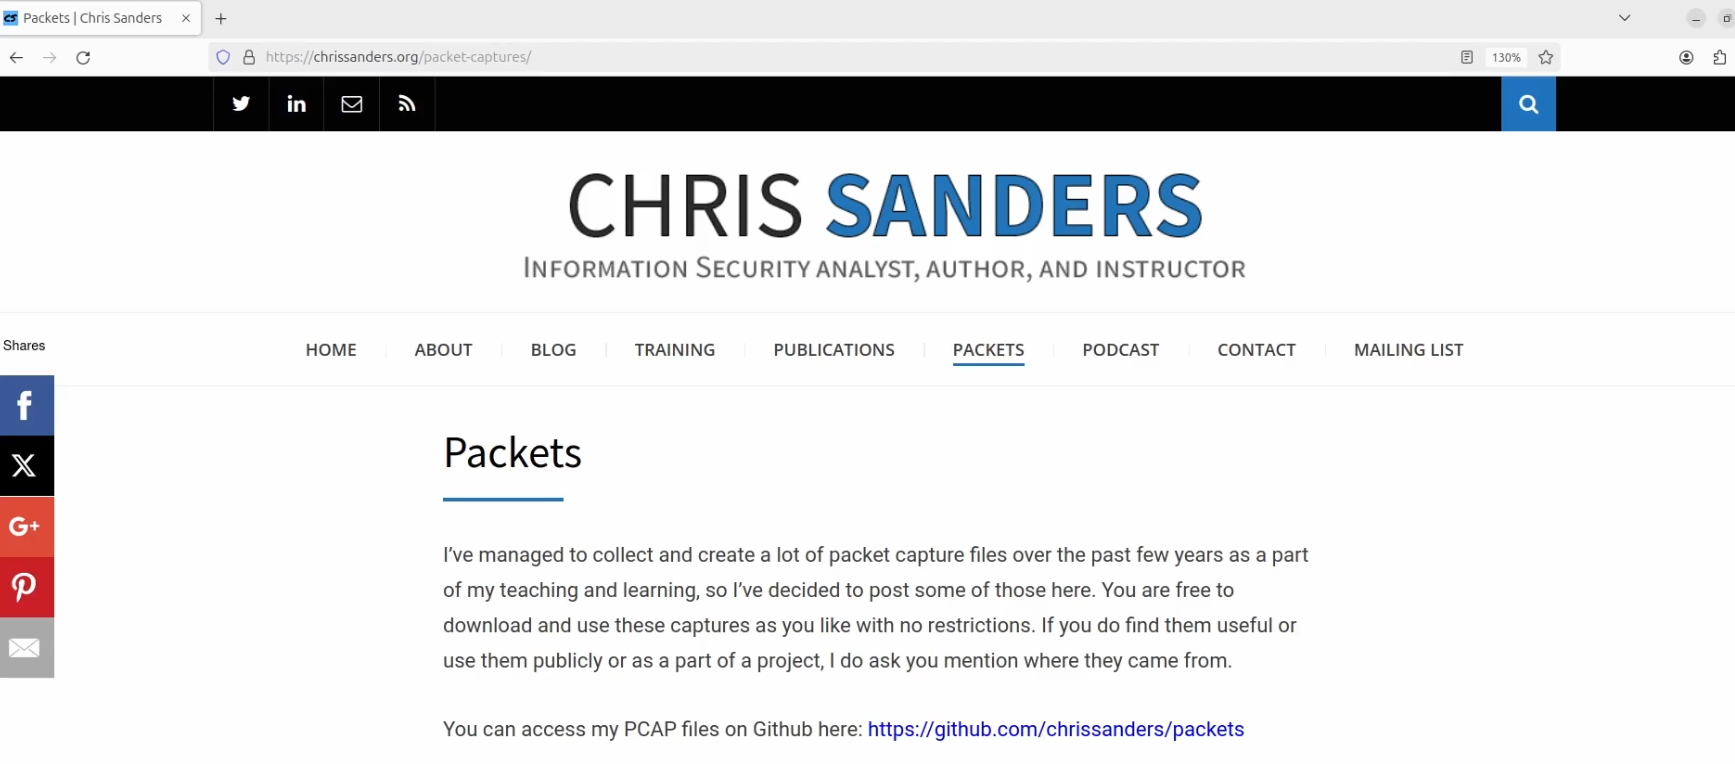 Packets | Chris Sanders
https://chrissanders.org/packet-captures/
130%
CHRIS SANDERS
INFORMATION SECURITY ANALYST, AUTHOR, AND INSTRUCTOR
Shares
HOME ABOUT BLOG TRAINING PUBLICATIONS PACKETS PODCAST CONTACT MAILING LIST
Packets
I’ve managed to collect and create a lot of packet capture files over the past few years as a part
of my teaching and learning, so I’ve decided to post some of those here. You are free to
download and use these captures as you like with no restrictions. If you do find them useful or
use them publicly or as a part of a project, I do ask you mention where they came from.
You can access my PCAP files on Github here: https://github.com/chrissanders/packets